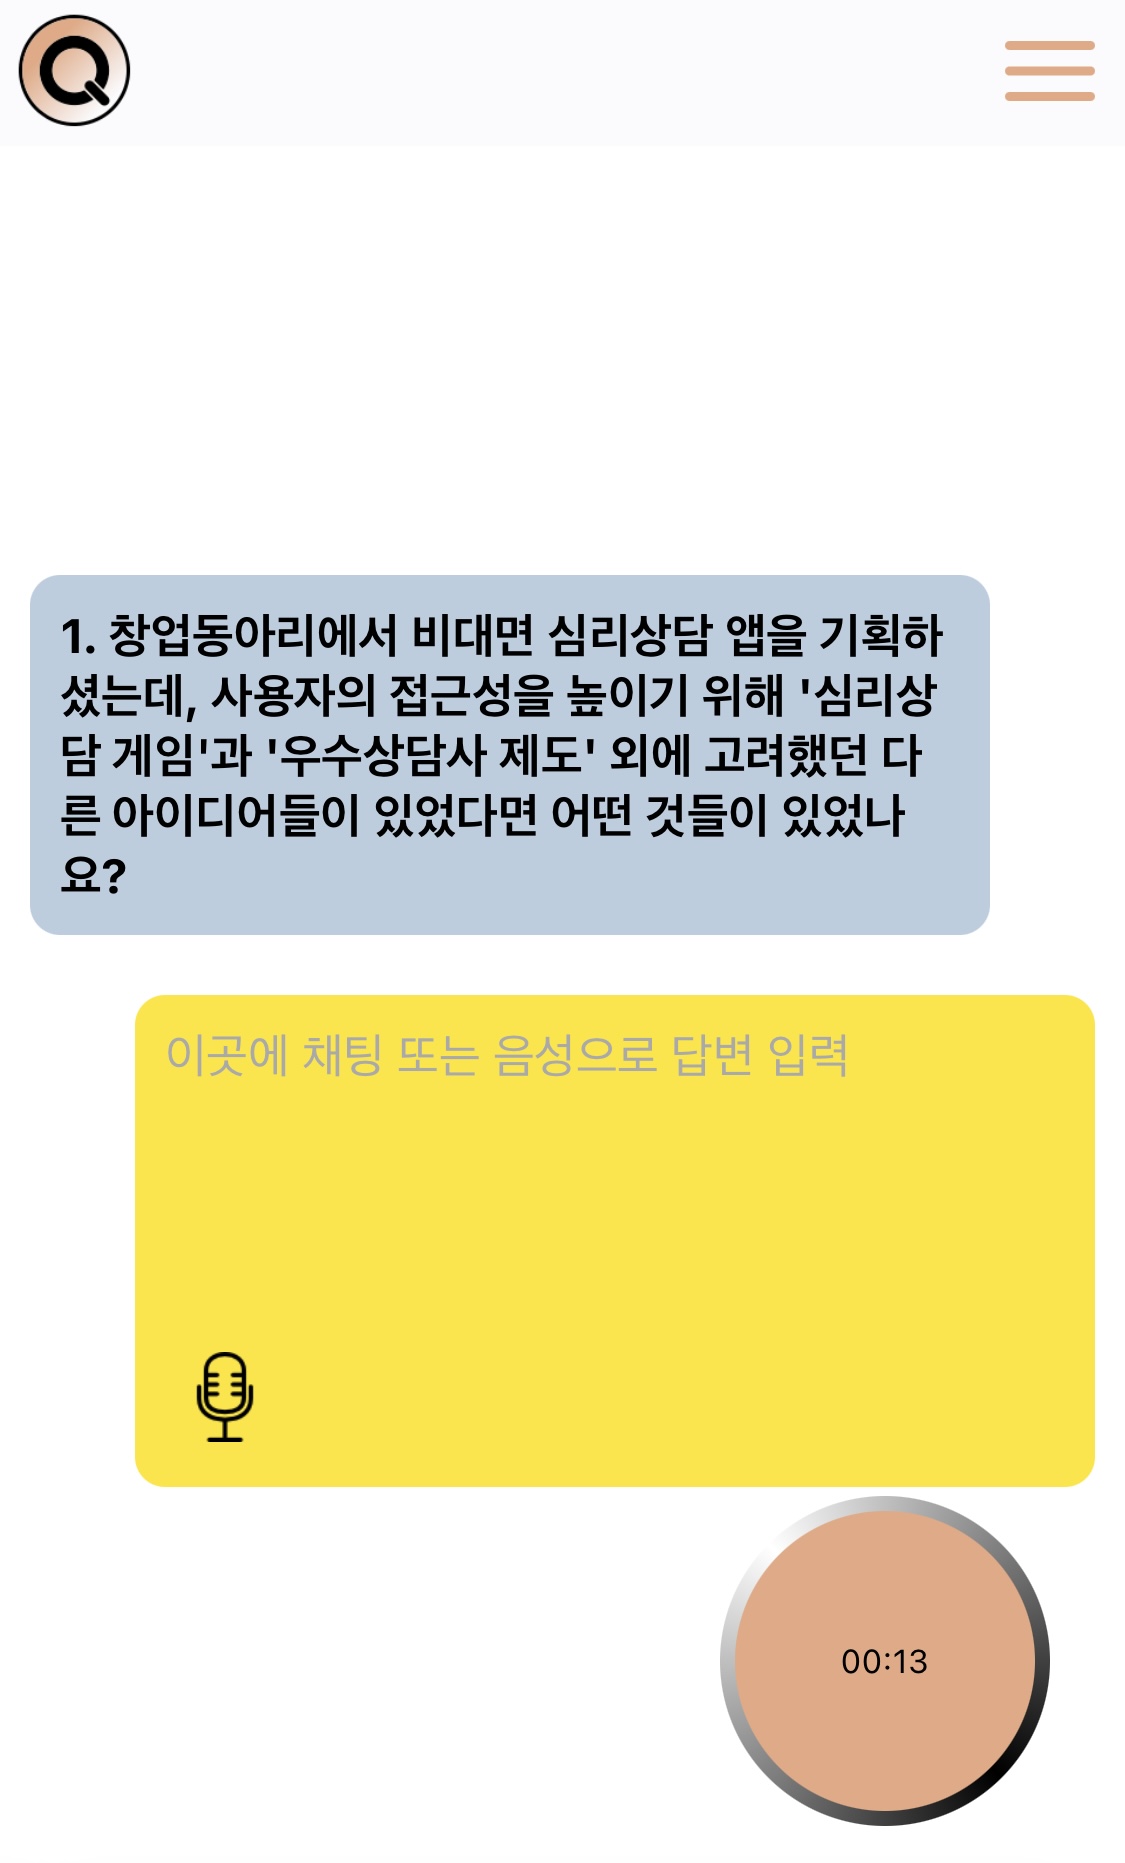 Q
1. 창업동아리에서 비대면 심리상담 앱을 기획하
셨는데, 사용자의 접근성을 높이기 위해 '심리상
담 게임'과 '우수상담사 제도' 외에 고려했던 다
른 아이디어들이 있었다면 어떤 것들이 있었나
요?
이곳에 채팅 또는 음성으로 답변 입력
00:13